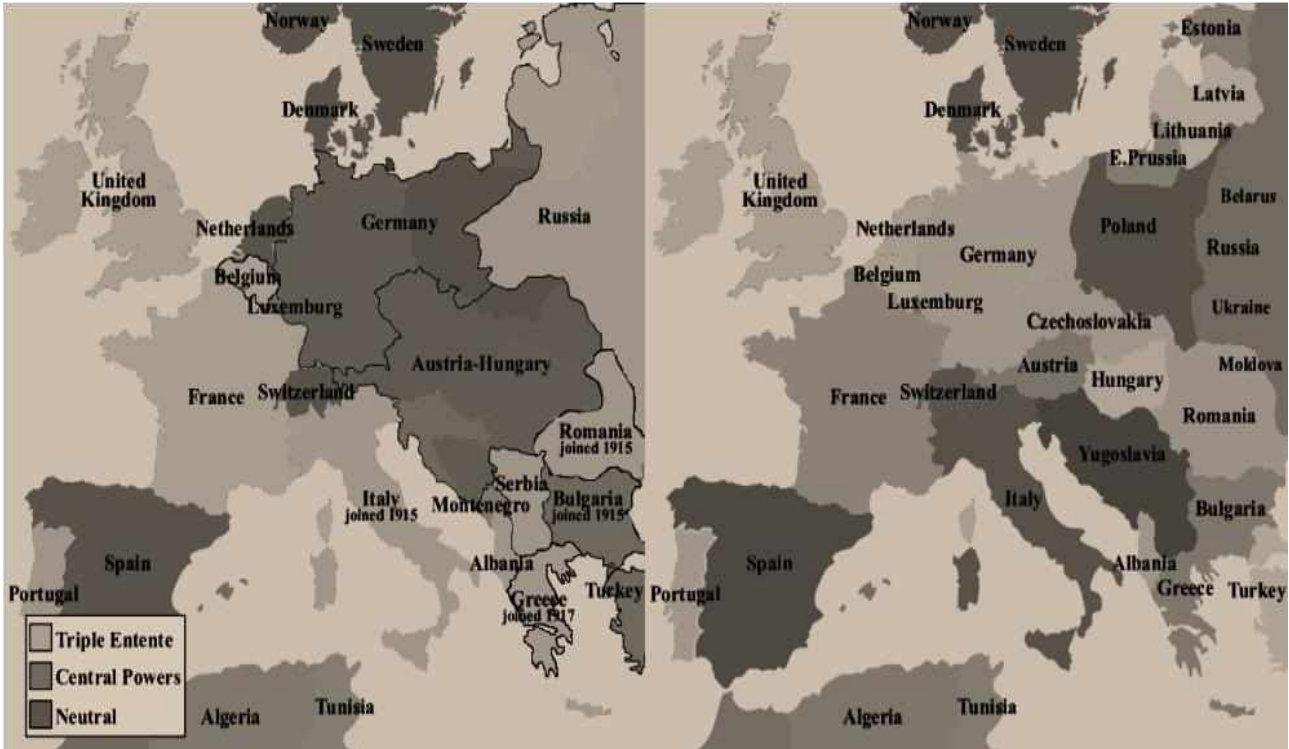 Norway
Sweden
Denmark
United
Kingdom
Netherlands
Germany
Russia
Belgium
Luxemburg
Austria-Hungary
France
Switzerland
Romania
joined 1915
Serbia
Italy
joined 1915
Montenegro
Bulgaria
joined 1915
Albania
Spain
Portugal
Greece
joined 1917
Turkey
Triple Entente
Central Powers
Neutral
Algeria
Tunisia
Norway
Sweden
Estonia
Denmark
Latvia
Lithuania
E.Prussia
United
Kingdom
Belarus
Netherlands
Poland
Germany
Russia
Belgium
Luxemburg
Ukraine
Czechoslovakia
Austria
Moldova
Hungary
France
Switzerland
Romania
Yugoslavia
Italy
Bulgaria
Albania
Spain
Portugal
Greece
Turkey
Algeria
Tunisia